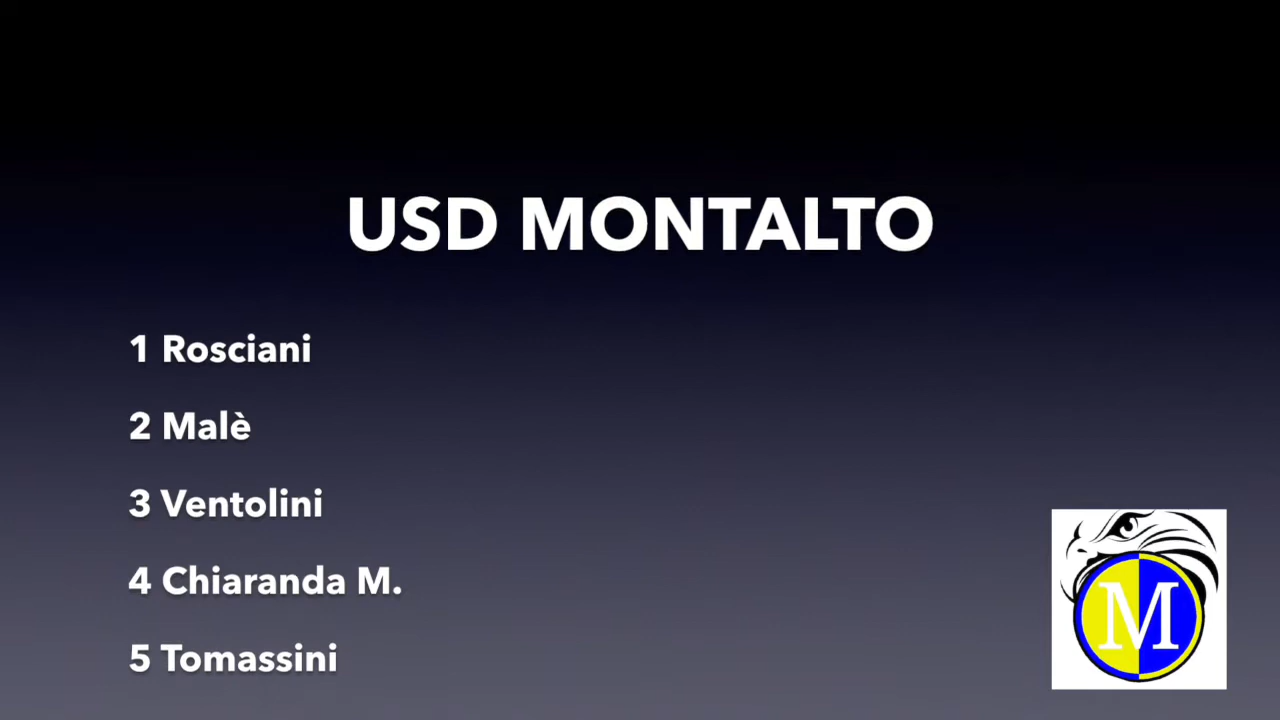 USD MONTALTO
1 Rosciani
2 Malè
3 Ventolini
4 Chiaranda M.
5 Tomassini
M